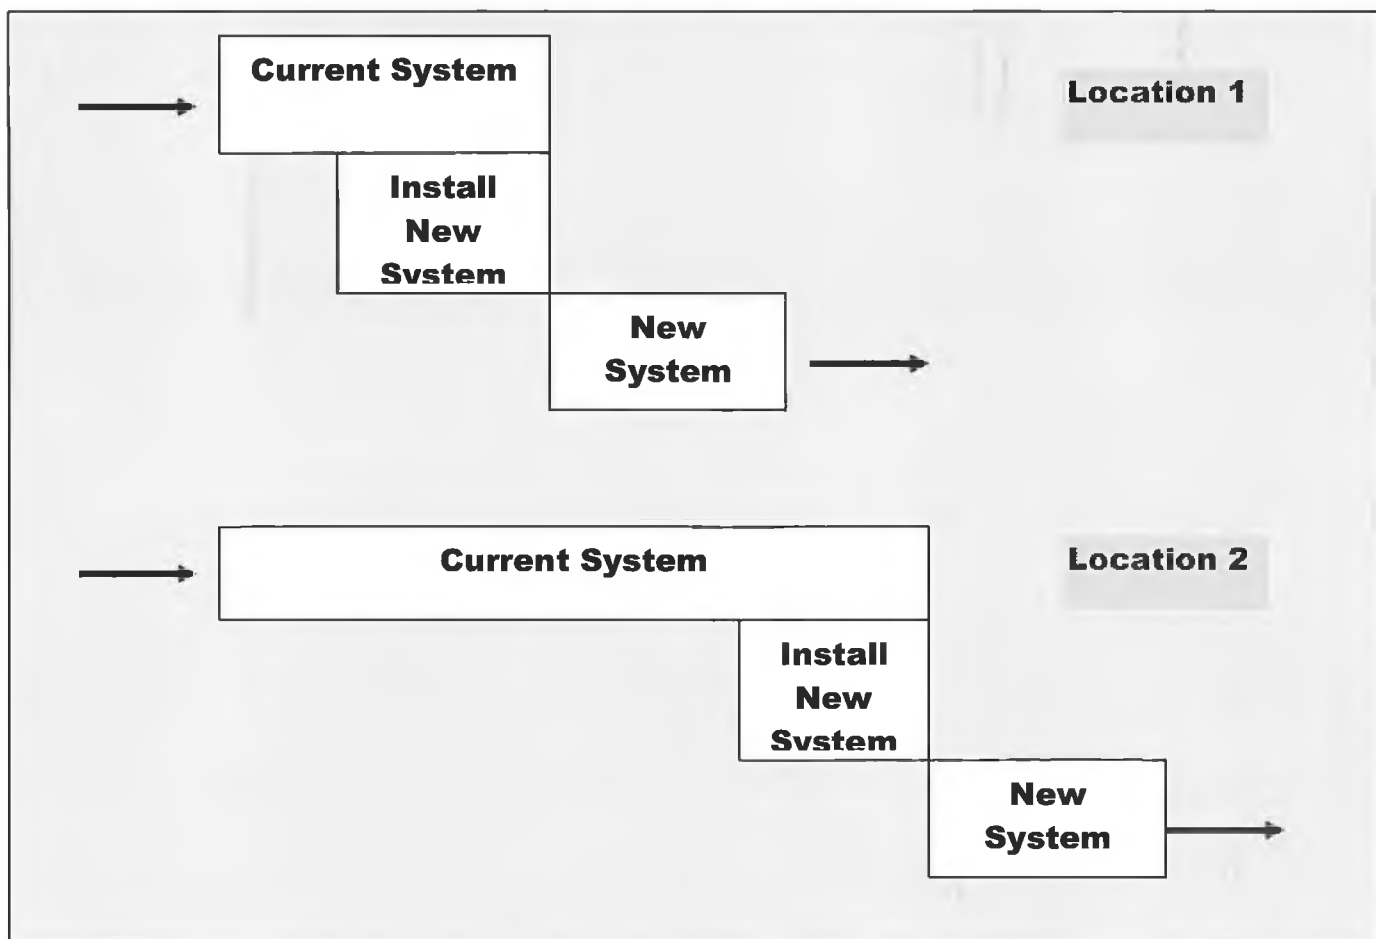 Current System
Location 1
Install
New
System
New
System
Current System
Location 2
Install
New
System
New
System